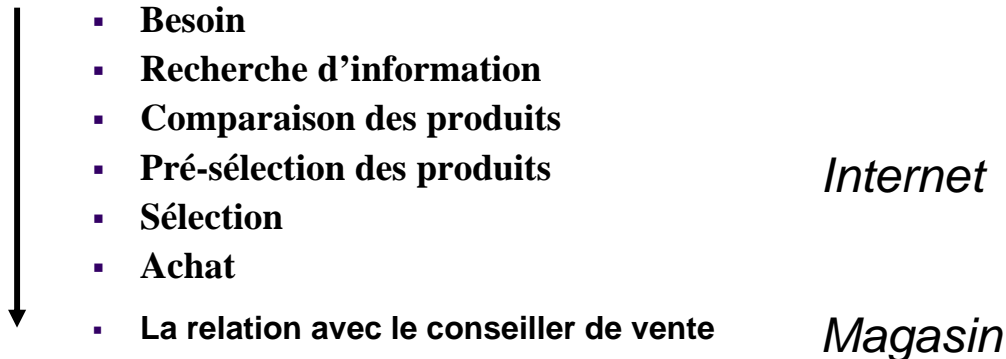 ▪ Besoin
▪ Recherche d’information
▪ Comparaison des produits
▪ Pré-sélection des produits Internet
▪ Sélection
▪ Achat
▪ La relation avec le conseiller de vente Magasin